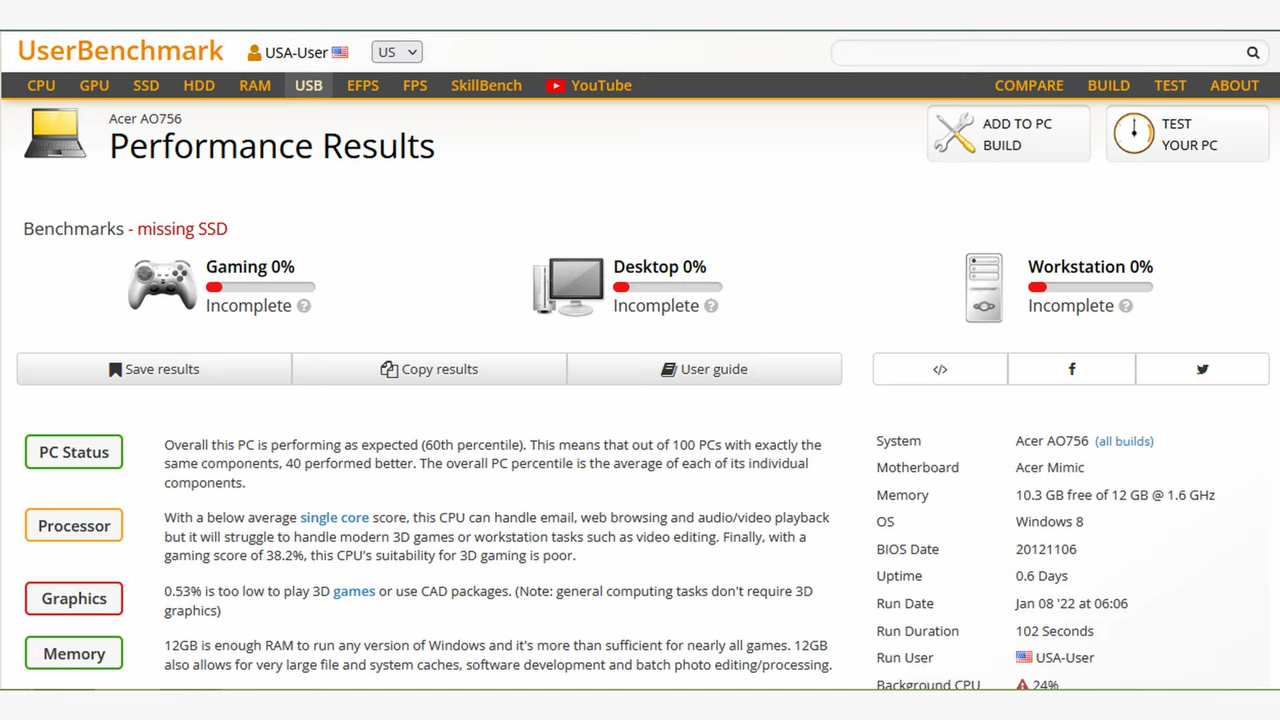 UserBenchmark USA-User US
CPU GPU SSD HDD RAM USB EFPS FPS SkillBench YouTube COMPARE BUILD TEST ABOUT
Acer AO756
Performance Results
ADD TO PC
BUILD
TEST
YOUR PC
Benchmarks - missing SSD
Gaming 0%
Incomplete ?
Desktop 0%
Incomplete ?
Workstation 0%
Incomplete ?
Save results Copy results User guide </>
PC Status
Overall this PC is performing as expected (60th percentile). This means that out of 100 PCs with exactly the
same components, 40 performed better. The overall PC percentile is the average of each of its individual
components.
Processor
With a below average single core score, this CPU can handle email, web browsing and audio/video playback
but it will struggle to handle modern 3D games or workstation tasks such as video editing. Finally, with a
gaming score of 38.2%, this CPU's suitability for 3D gaming is poor.
Graphics
0.53% is too low to play 3D games or use CAD packages. (Note: general computing tasks don't require 3D
graphics)
Memory
12GB is enough RAM to run any version of Windows and it's more than sufficient for nearly all games. 12GB
also allows for very large file and system caches, software development and batch photo editing/processing.
System Acer AO756 (all builds)
Motherboard Acer Mimic
Memory 10.3 GB free of 12 GB @ 1.6 GHz
OS Windows 8
BIOS Date 20121106
Uptime 0.6 Days
Run Date Jan 08 '22 at 06:06
Run Duration 102 Seconds
Run User USA-User
Background CPU 24%